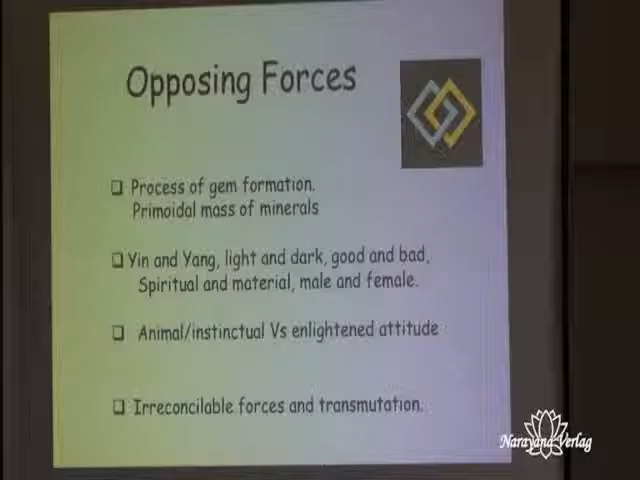 Opposing Forces
❑ Process of gem formation.
Primoidal mass of minerals
❑ Yin and Yang, light and dark, good and bad,
Spiritual and material, male and female.
❑ Animal/instinctual Vs enlightened attitude
❑ Irreconcilable forces and transmutation.
Narayana Verlag